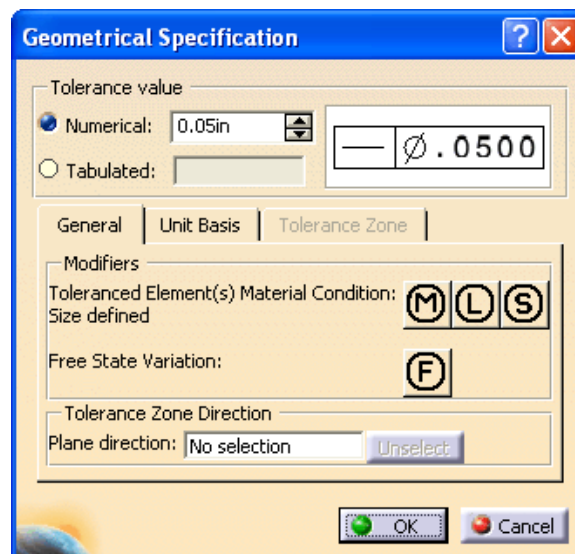 Geometrical Specification
Tolerance value
Numerical: 0.05in
— ∅.0500
Tabulated:
General Unit Basis Tolerance Zone
Modifiers
Toleranced Element(s) Material Condition:
Size defined
M L S
Free State Variation:
F
Tolerance Zone Direction
Plane direction: No selection Unselect
OK Cancel